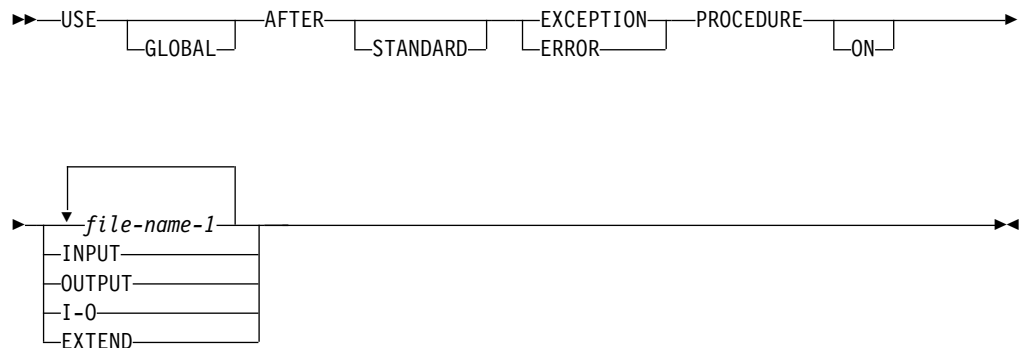 USE AFTER EXCEPTION PROCEDURE
GLOBAL STANDARD ERROR ON
file-name-1
INPUT
OUTPUT
I-O
EXTEND